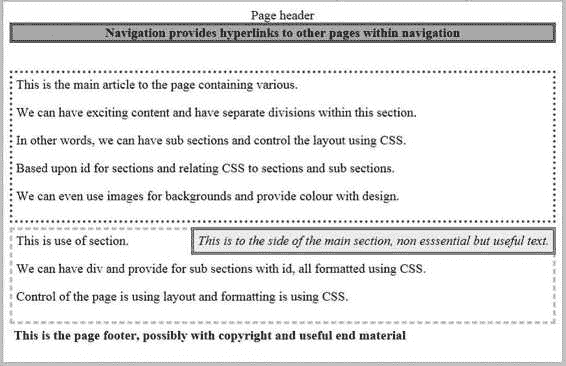 Page header
Navigation provides hyperlinks to other pages within navigation
This is the main article to the page containing various.
We can have exciting content and have separate divisions within this section.
In other words, we can have sub sections and control the layout using CSS.
Based upon id for sections and relating CSS to sections and sub sections.
We can even use images for backgrounds and provide colour with design.
This is use of section.
This is to the side of the main section, non esssential but useful text.
We can have div and provide for sub sections with id, all formatted using CSS.
Control of the page is using layout and formatting is using CSS.
This is the page footer, possibly with copyright and useful end material